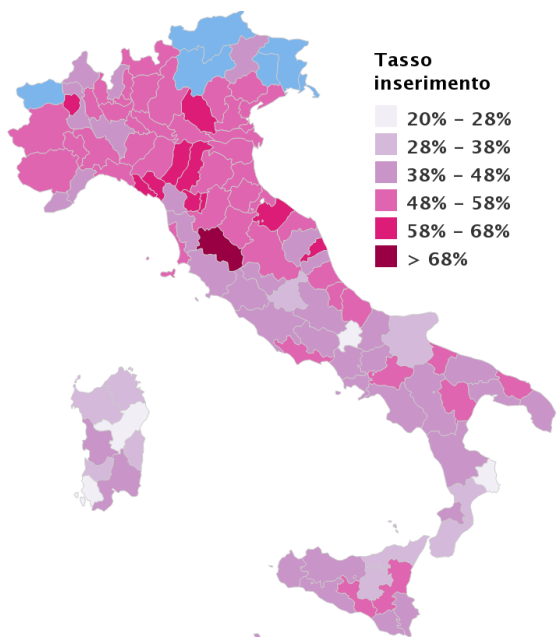 Tasso
inserimento
20% – 28%
28% – 38%
38% – 48%
48% – 58%
58% – 68%
> 68%